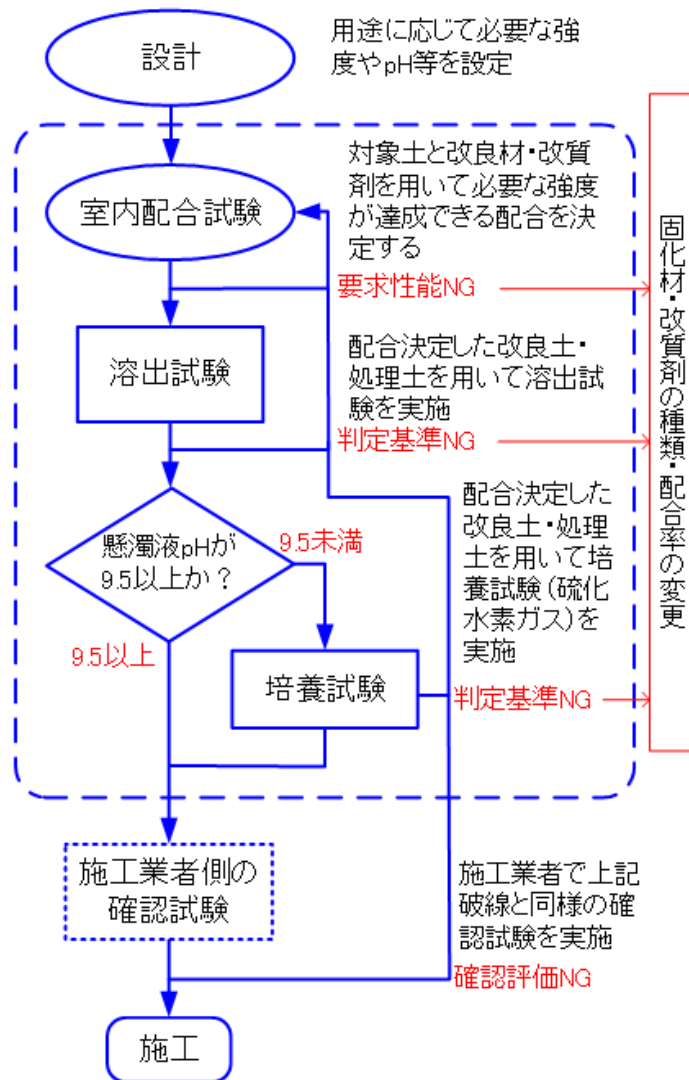 設計
用途に応じて必要な強
度やpH等を設定
室内配合試験
対象土と改良材・改質
剤を用いて必要な強度
が達成できる配合を決
定する
要求性能NG
溶出試験
配合決定した改良土・
処理土を用いて溶出試
験を実施
判定基準NG
懸濁液pHが
9.5以上か？
9.5未満
9.5以上
配合決定した
改良土・処理
土を用いて培
養試験（硫化
水素ガス）を
実施
培養試験
判定基準NG
固化材・改質剤の種類・配合率の変更
施工業者側の
確認試験
施工業者で上記
破線と同様の確
認試験を実施
確認評価NG
施工